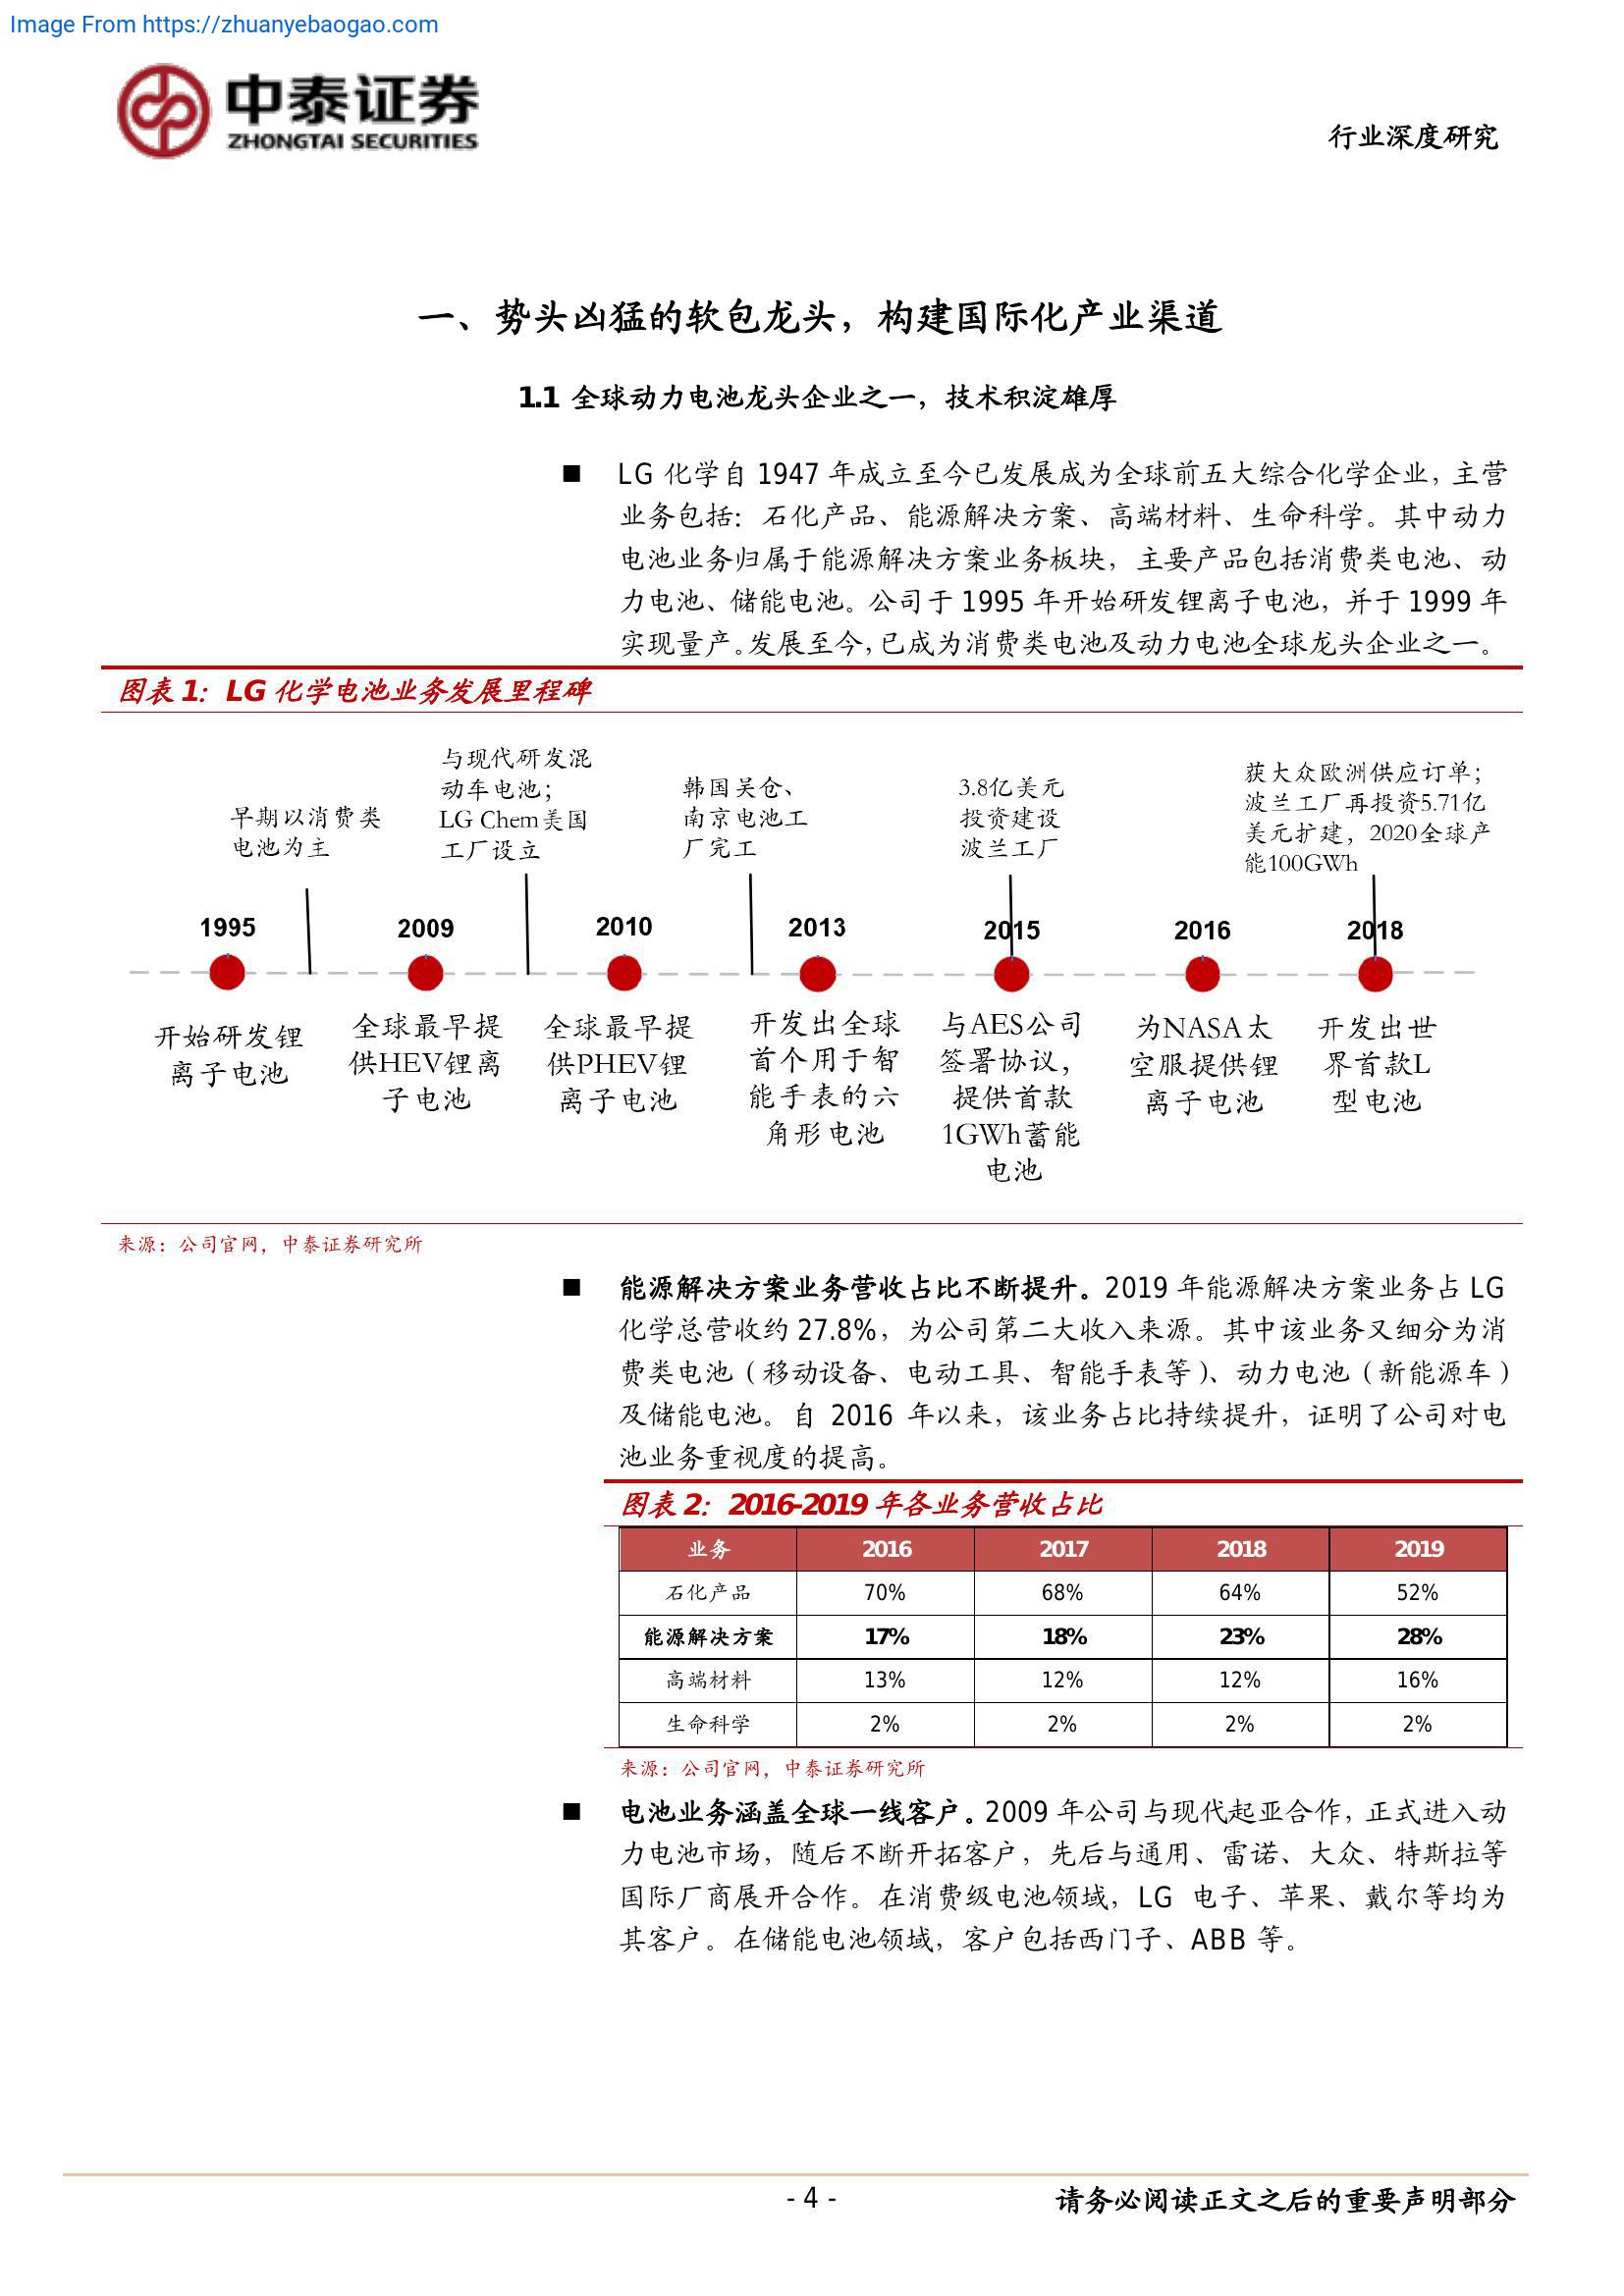 Image From https://zhuanyebaogao.com
中泰证券
ZHONGTAI SECURITIES
行业深度研究
一、势头凶猛的软包龙头，构建国际化产业渠道
1.1 全球动力电池龙头企业之一，技术积淀雄厚
■ LG 化学自 1947 年成立至今已发展成为全球前五大综合化学企业，主营
业务包括：石化产品、能源解决方案、高端材料、生命科学。其中动力
电池业务归属于能源解决方案业务板块，主要产品包括消费类电池、动
力电池、储能电池。公司于 1995 年开始研发锂离子电池，并于 1999 年
实现量产。发展至今，已成为消费类电池及动力电池全球龙头企业之一。
图表 1：LG 化学电池业务发展里程碑
早期以消费类
电池为主
与现代研发混
动车电池；
LG Chem美国
工厂设立
韩国吴仓、
南京电池工
厂完工
3.8亿美元
投资建设
波兰工厂
获大众欧洲供应订单；
波兰工厂再投资5.71亿
美元扩建，2020全球产
能100GWh
1995 2009 2010 2013 2015 2016 2018
开始研发锂
离子电池
全球最早提
供HEV锂离
子电池
全球最早提
供PHEV锂
离子电池
开发出全球
首个用于智
能手表的六
角形电池
与AES公司
签署协议，
提供首款
1GWh蓄能
电池
为NASA太
空服提供锂
离子电池
开发出世
界首款L
型电池
来源：公司官网，中泰证券研究所
■ 能源解决方案业务营收占比不断提升。2019 年能源解决方案业务占 LG
化学总营收约 27.8%，为公司第二大收入来源。其中该业务又细分为消
费类电池（移动设备、电动工具、智能手表等）、动力电池（新能源车）
及储能电池。自 2016 年以来，该业务占比持续提升，证明了公司对电
池业务重视度的提高。
图表 2：2016-2019 年各业务营收占比
业务 2016 2017 2018 2019
石化产品 70% 68% 64% 52%
能源解决方案 17% 18% 23% 28%
高端材料 13% 12% 12% 16%
生命科学 2% 2% 2% 2%
来源：公司官网，中泰证券研究所
■ 电池业务涵盖全球一线客户。2009 年公司与现代起亚合作，正式进入动
力电池市场，随后不断开拓客户，先后与通用、雷诺、大众、特斯拉等
国际厂商展开合作。在消费级电池领域，LG 电子、苹果、戴尔等均为
其客户。在储能电池领域，客户包括西门子、ABB 等。
- 4 -
请务必阅读正文之后的重要声明部分